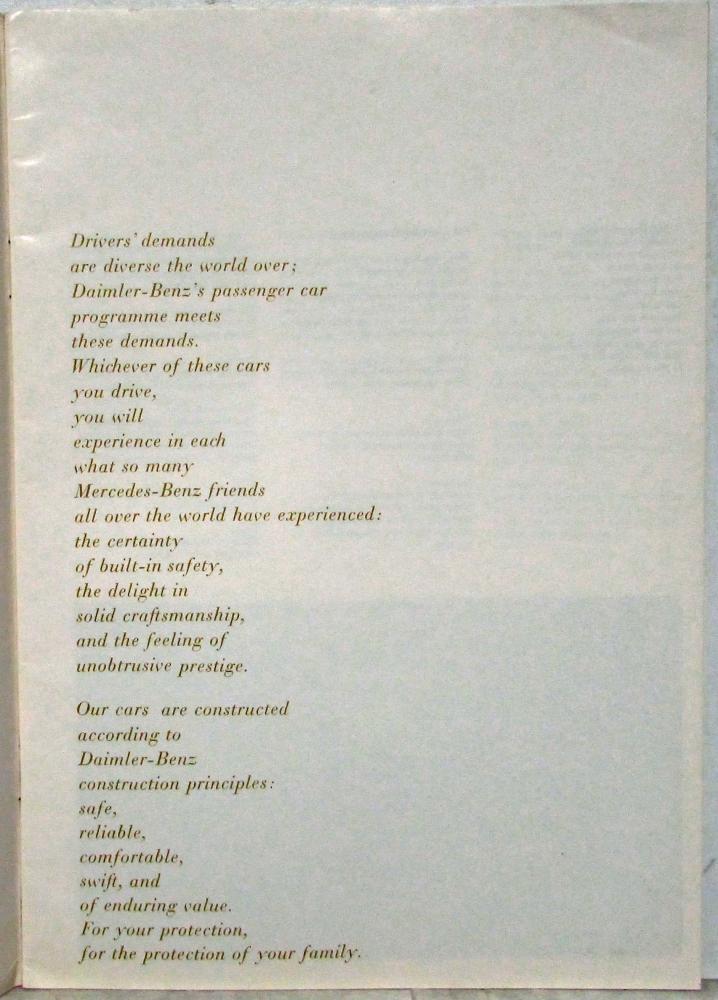 Drivers' demands
are diverse the world over;
Daimler-Benz's passenger car
programme meets
these demands.
Whichever of these cars
you drive,
you will
experience in each
what so many
Mercedes-Benz friends
all over the world have experienced:
the certainty
of built-in safety,
the delight in
solid craftsmanship,
and the feeling of
unobtrusive prestige.
Our cars are constructed
according to
Daimler-Benz
construction principles:
safe,
reliable,
comfortable,
swift, and
of enduring value.
For your protection,
for the protection of your family.